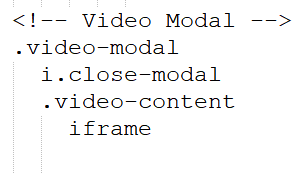 <!-- Video Modal -->
.video-modal
  i.close-modal
  .video-content
    iframe